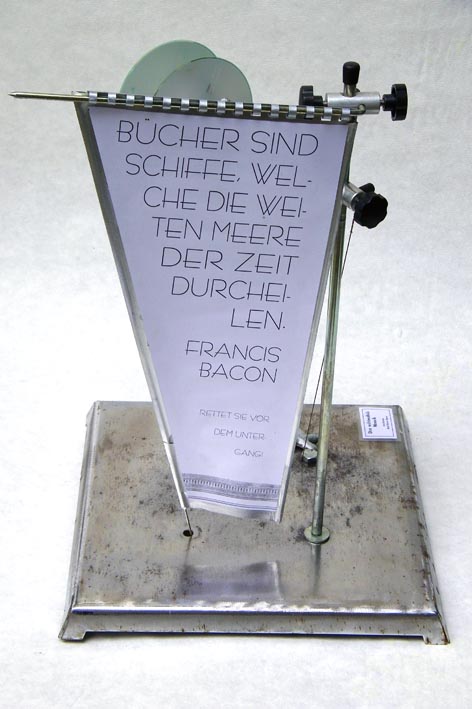 BÜCHER SIND
SCHIFFE, WEL-
CHE DIE WEI-
TEN MEERE
DER ZEIT
DURCHEI-
LEN.
FRANCIS
BACON
RETTET SIE VOR
DEM UNTER-
GANG!